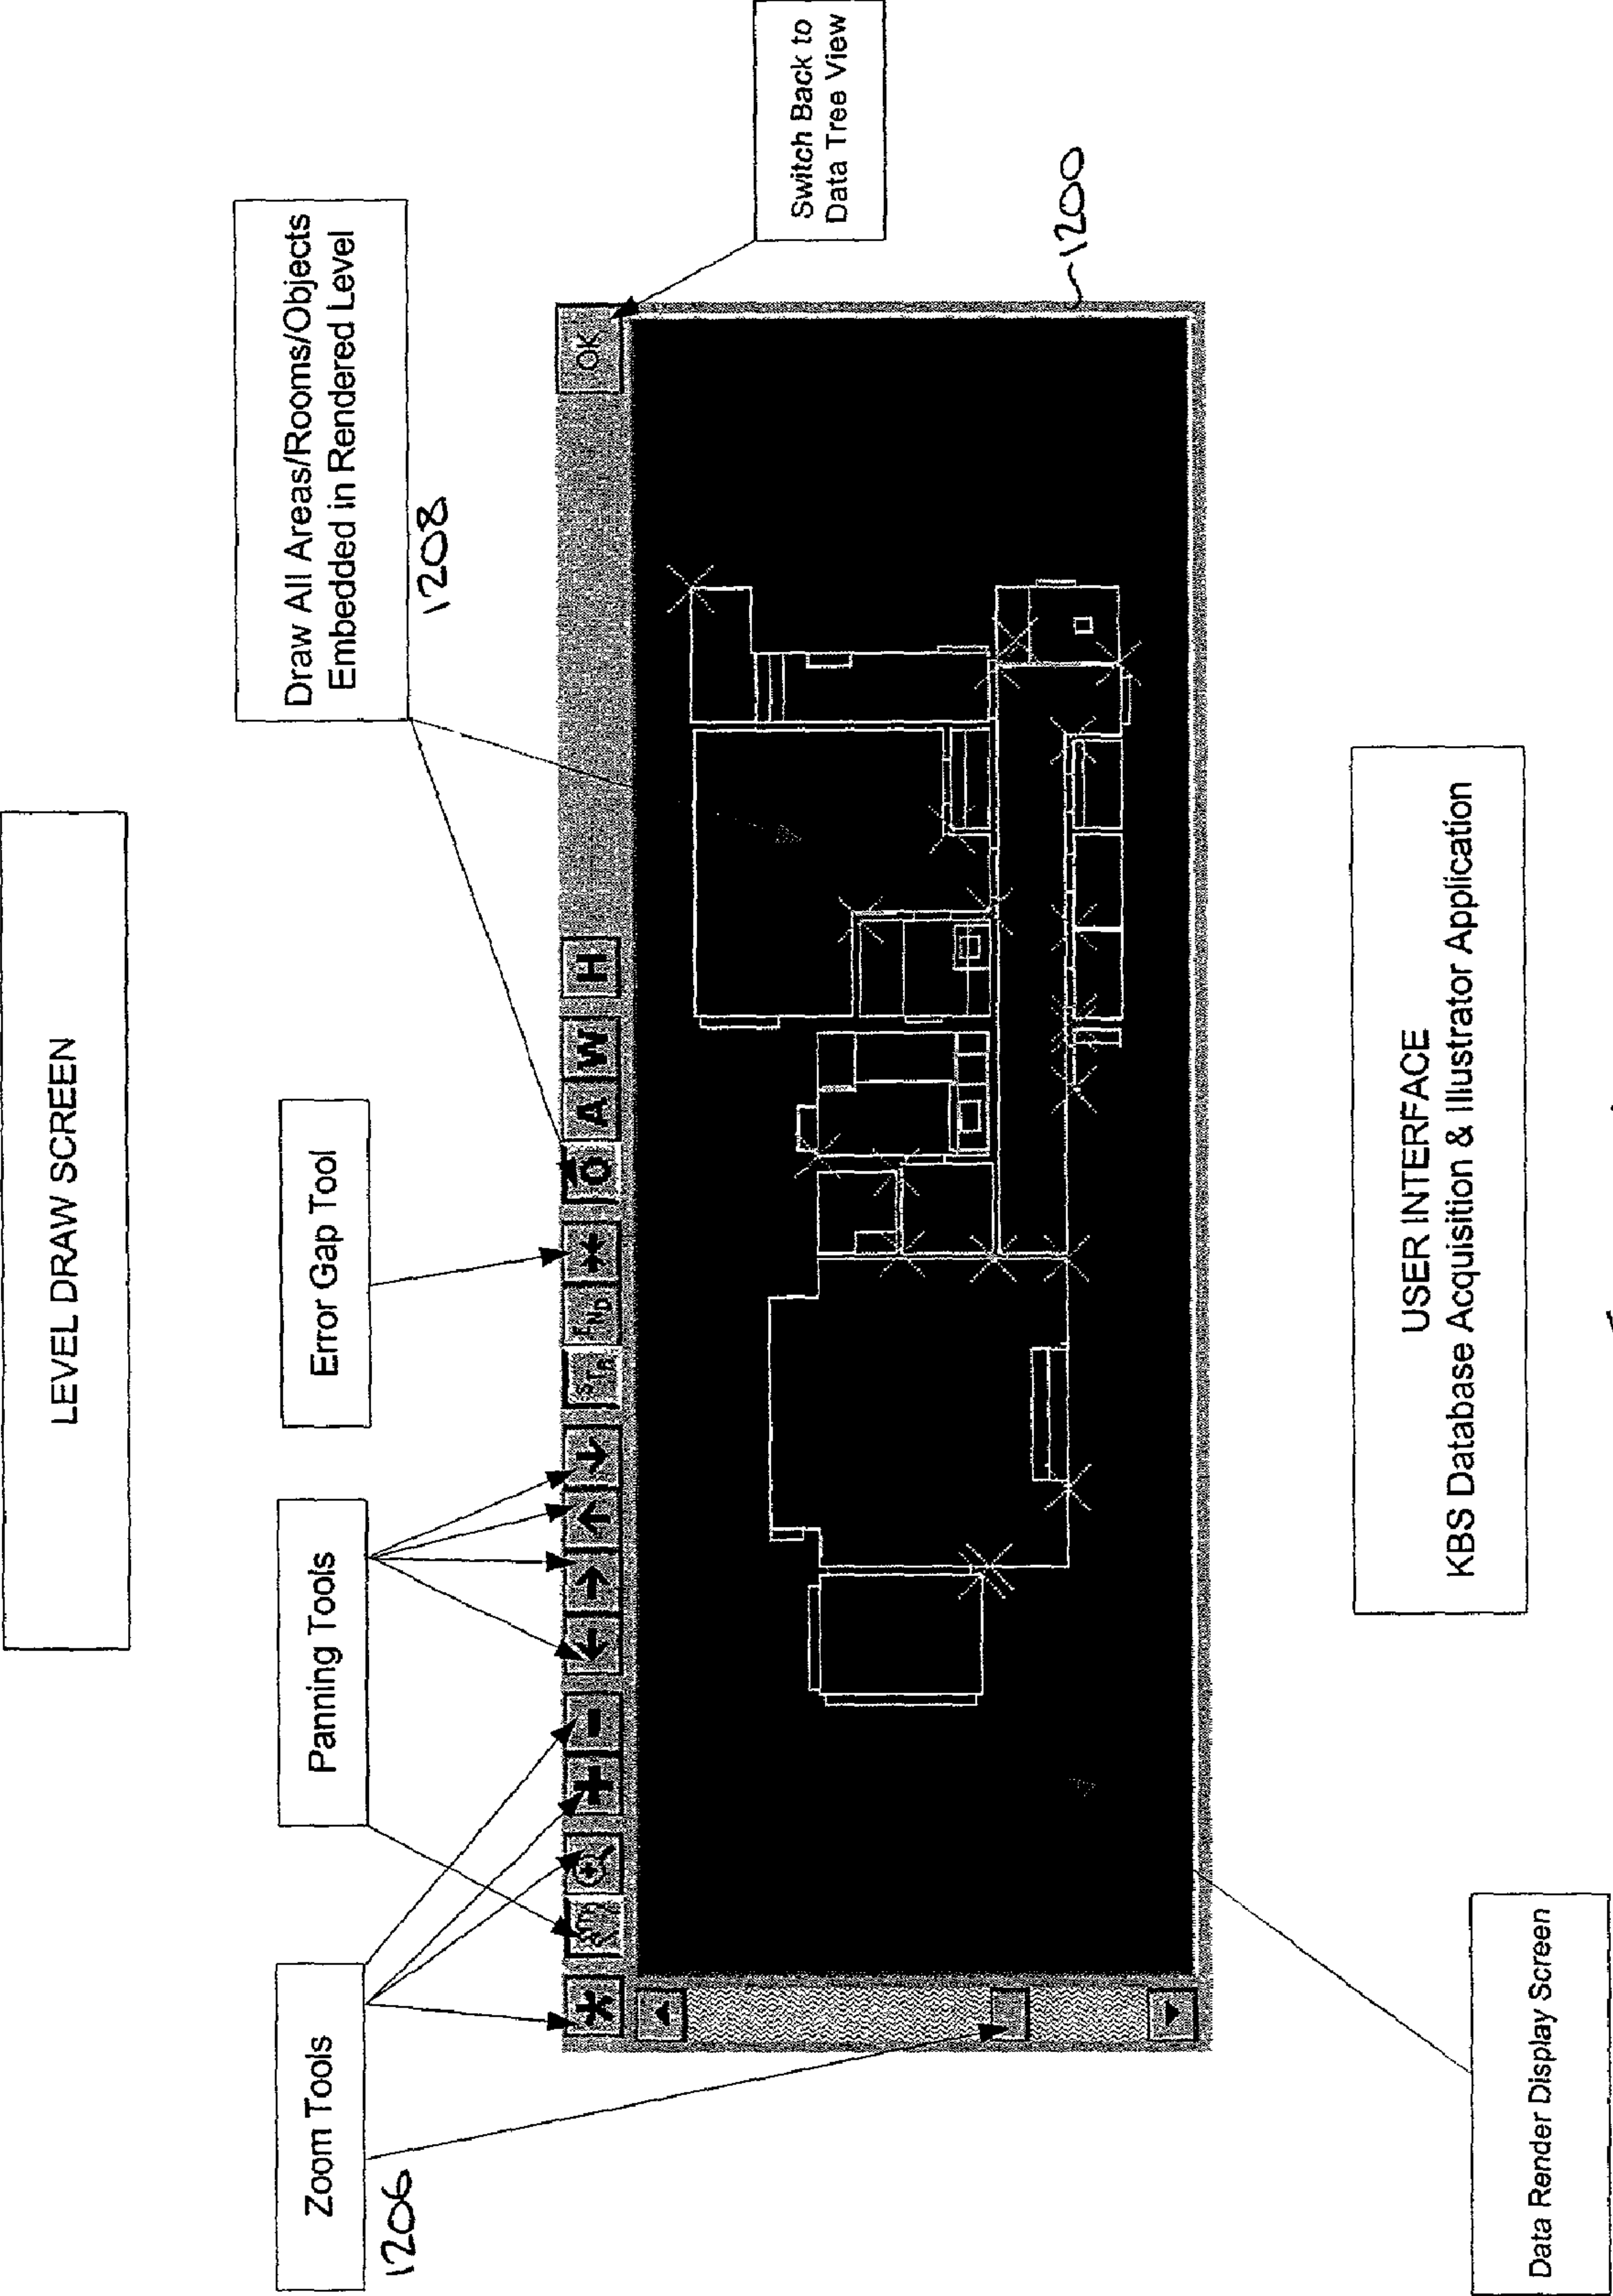 LEVEL DRAW SCREEN
Zoom Tools
1206
Panning Tools
Error Gap Tool
Draw All Areas/Rooms/Objects
Embedded in Rendered Level
1208
Switch Back to
Data Tree View
END
O
A
W
H
OK
1200
Data Render Display Screen
USER INTERFACE
KBS Database Acquisition & Illustrator Application